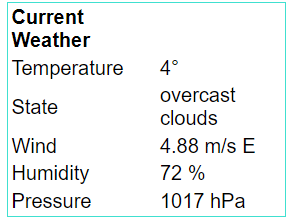 Current
Weather
Temperature 4°
State overcast
clouds
Wind 4.88 m/s E
Humidity 72 %
Pressure 1017 hPa